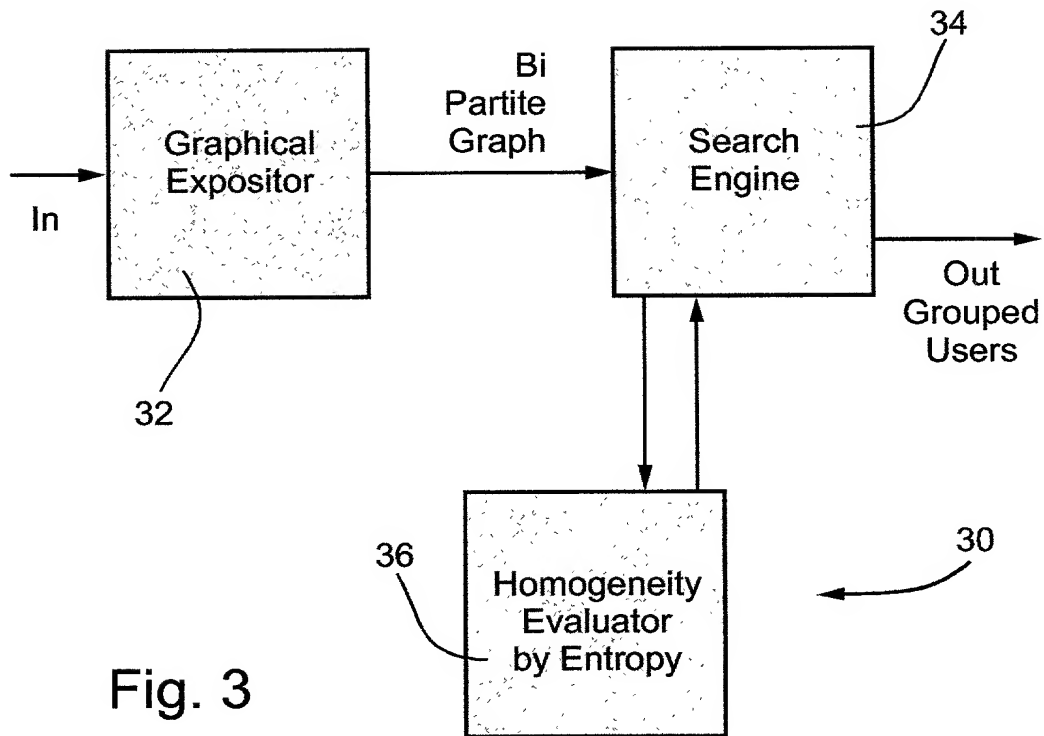 34
Bi
Partite
Graph
Graphical
Expositor
Search
Engine
In
Out
Grouped
Users
32
36
30
Homogeneity
Evaluator
by Entropy
Fig. 3